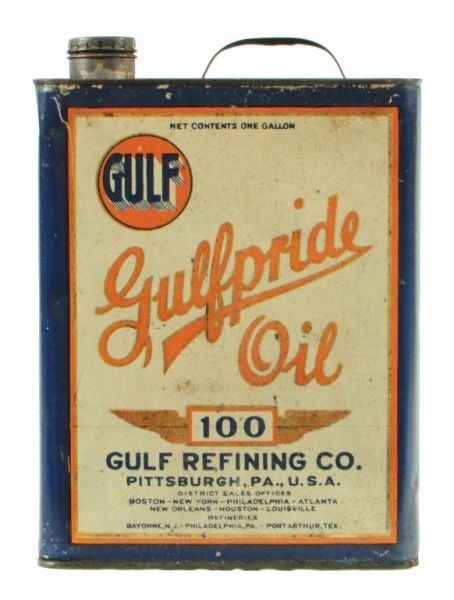 NET CONTENTS ONE GALLON
GULF
Gulfpride
Oil
100
GULF REFINING CO.
PITTSBURGH, PA., U.S.A.
DISTRICT SALES OFFICES
BOSTON - NEW YORK - PHILADELPHIA - ATLANTA
NEW ORLEANS - HOUSTON - LOUISVILLE
REFINERIES
BAYONNE, N.J. - PHILADELPHIA, PA. - PORT ARTHUR, TEX.